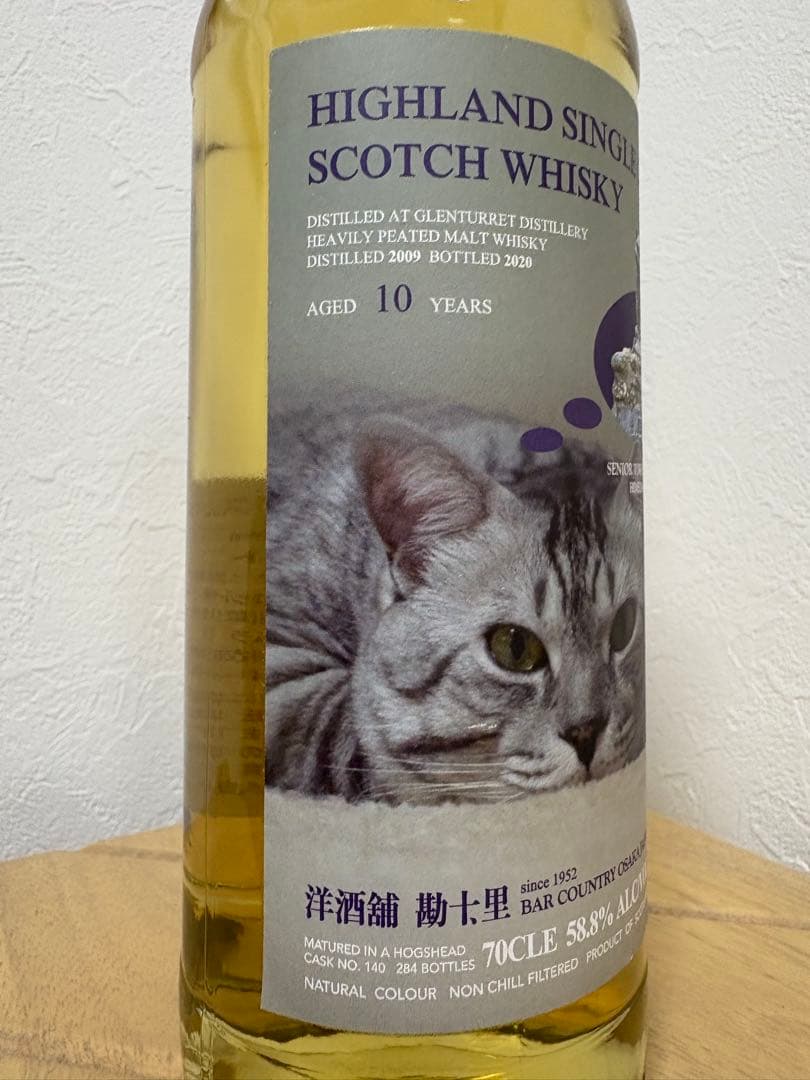 HIGHLAND SINGLE
SCOTCH WHISKY
DISTILLED AT GLENTURRET DISTILLERY
HEAVILY PEATED MALT WHISKY
DISTILLED 2009 BOTTLED 2020
AGED 10 YEARS
SENIOR
洋酒舗 勘十里
since 1952
BAR COUNTRY OSAKA
MATURED IN A HOGSHEAD
CASK NO. 140 284 BOTTLES
70CLE 58.8% ALC
NATURAL COLOUR NON CHILL FILTERED PRODUCT OF